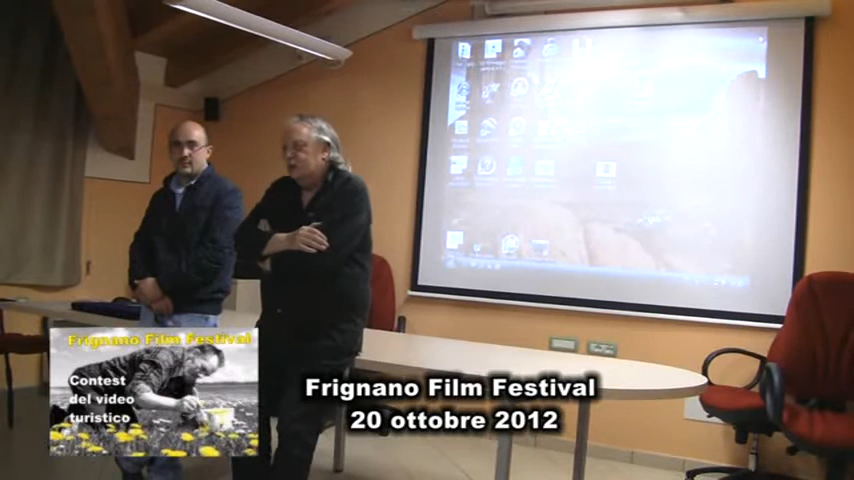 Frignano Film Festival
Contest
del video
turistico
Frignano Film Festival
20 ottobre 2012